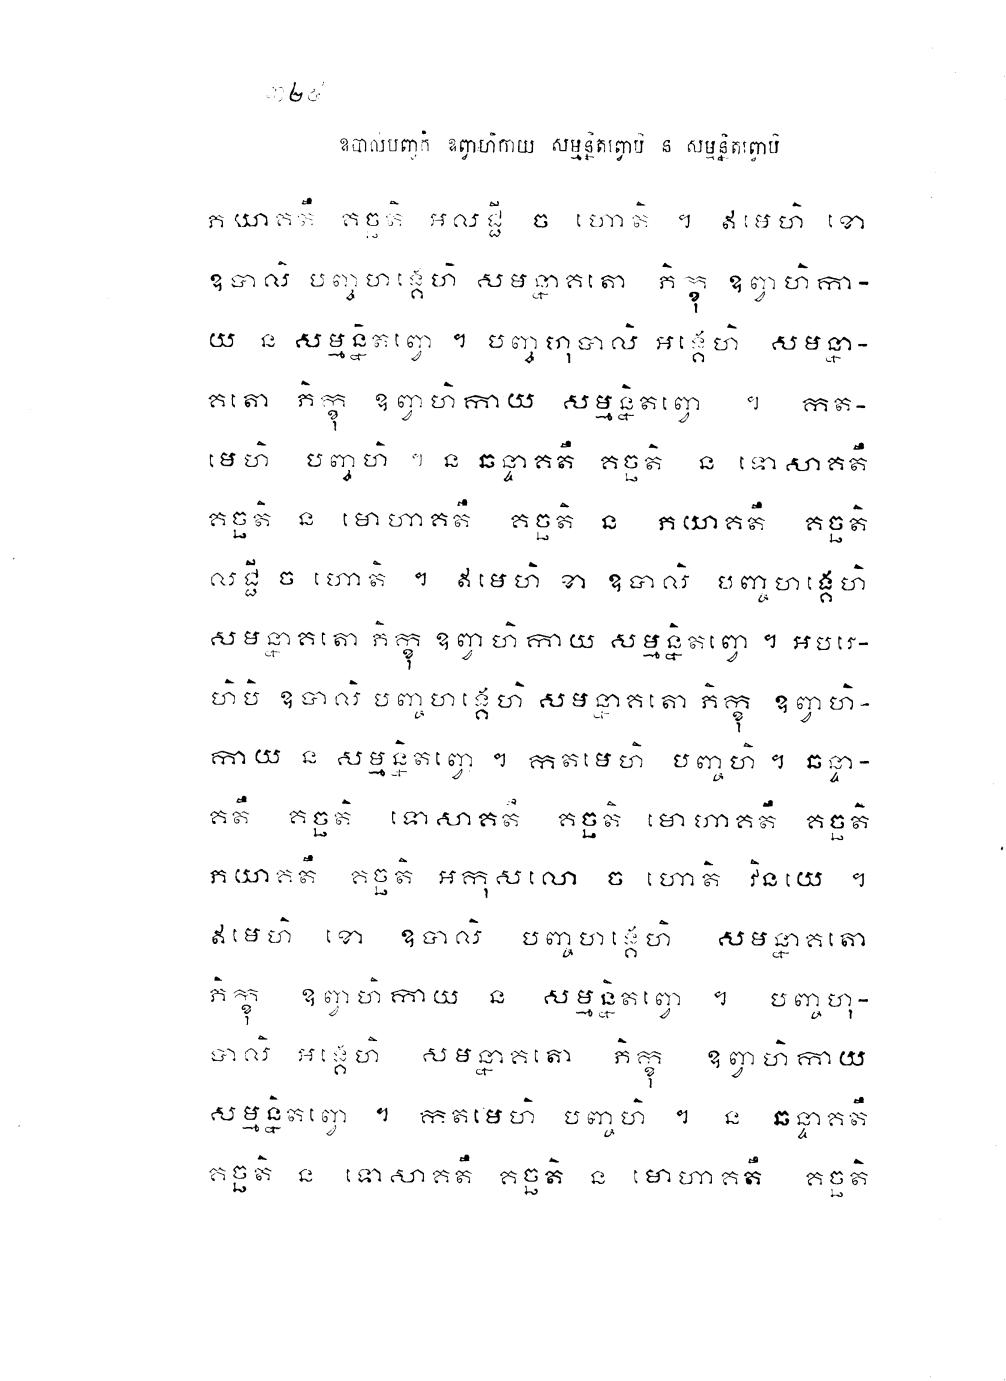 ឧបាលិបញ្ចកំ ឧព្វាហិកាយ សម្មន្និតព្វោបិ ន សម្មន្និតព្វោបិ
ភយាគតឹ គច្ឆតិ អលជ្ជី ច ហោតិ ។ ឥមេហិ ខោ
ឧបាលិ បញ្ចហង្គេហិ សមន្នាគតោ ភិក្ខុ ឧព្វាហិកា-
យ ន សម្មន្និតព្វោ ។ បញ្ចហុបាលិ អង្គេហិ សមន្នា-
គតោ ភិក្ខុ ឧព្វាហិកាយ សម្មន្និតព្វោ ។ កត-
មេហិ បញ្ចហិ ។ ន ឆន្ទាគតឹ គច្ឆតិ ន ទោសាគតឹ
គច្ឆតិ ន មោហាគតឹ គច្ឆតិ ន ភយាគតឹ គច្ឆតិ
លជ្ជី ច ហោតិ ។ ឥមេហិ ខា ឧបាលិ បញ្ចហង្គេហិ
សមន្នាគតោ ភិក្ខុ ឧព្វាហិកាយ សម្មន្និតព្វោ ។ អបរេ-
ហិបិ ឧបាលិ បញ្ចហង្គេហិ សមន្នាគតោ ភិក្ខុ ឧព្វាហិ-
កាយ ន សម្មន្និតព្វោ ។ កតមេហិ បញ្ចហិ ។ ឆន្ទា-
គតឹ គច្ឆតិ ទោសាគតឹ គច្ឆតិ មោហាគតឹ គច្ឆតិ
ភយាគតឹ គច្ឆតិ អកុសលោ ច ហោតិ វិនយេ ។
ឥមេហិ ខោ ឧបាលិ បញ្ចហង្គេហិ សមន្នាគតោ
ភិក្ខុ ឧព្វាហិកាយ ន សម្មន្និតព្វោ ។ បញ្ចហុ-
បាលិ អង្គេហិ សមន្នាគតោ ភិក្ខុ ឧព្វាហិកាយ
សម្មន្និតព្វោ ។ កតមេហិ បញ្ចហិ ។ ន ឆន្ទាគតឹ
គច្ឆតិ ន ទោសាគតឹ គច្ឆតិ ន មោហាគតឹ គច្ឆតិ